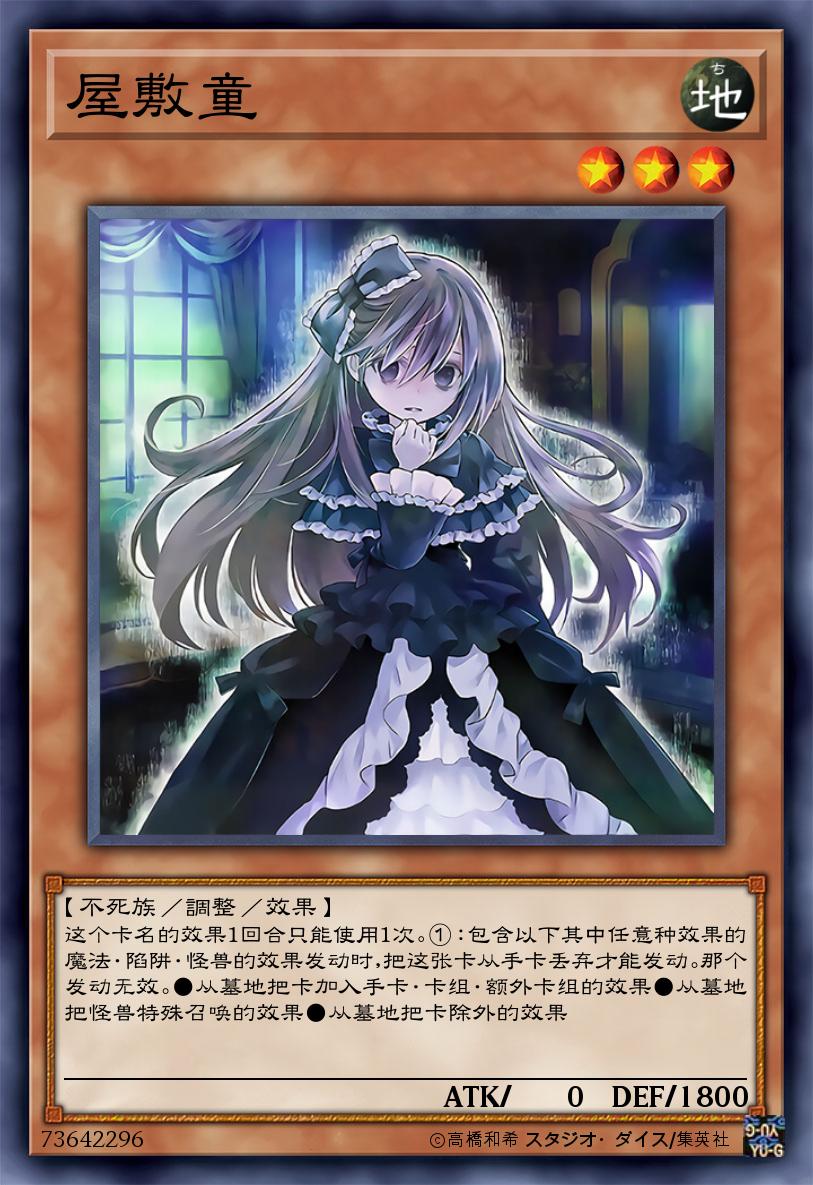 屋敷童
ち
地
【不死族／調整／效果】
这个卡名的效果1回合只能使用1次。①：包含以下其中任意种效果的
魔法·陷阱·怪兽的效果发动时,把这张卡从手卡丢弃才能发动。那个
发动无效。●从墓地把卡加入手卡·卡组·额外卡组的效果●从墓地
把怪兽特殊召唤的效果●从墓地把卡除外的效果
ATK/ 0 DEF/1800
73642296 ©高橋和希 スタジオ· ダイス/集英社
YU-G
YU-G